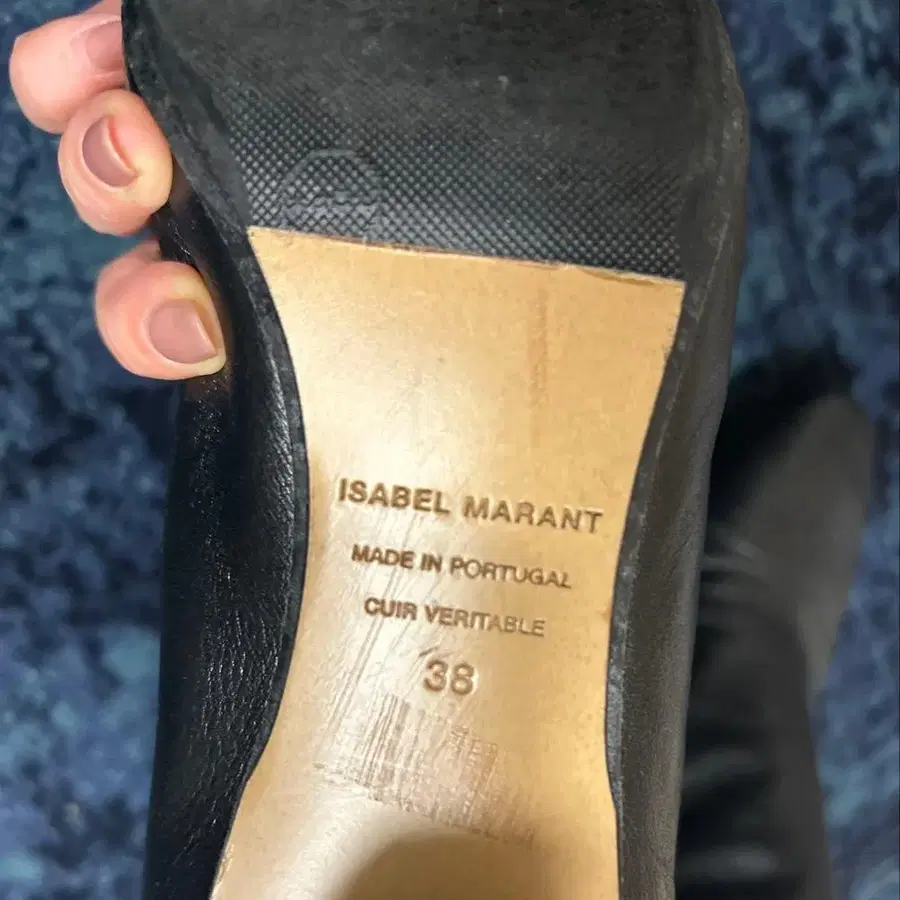 ISABEL MARANT
MADE IN PORTUGAL
CUIR VERITABLE
38